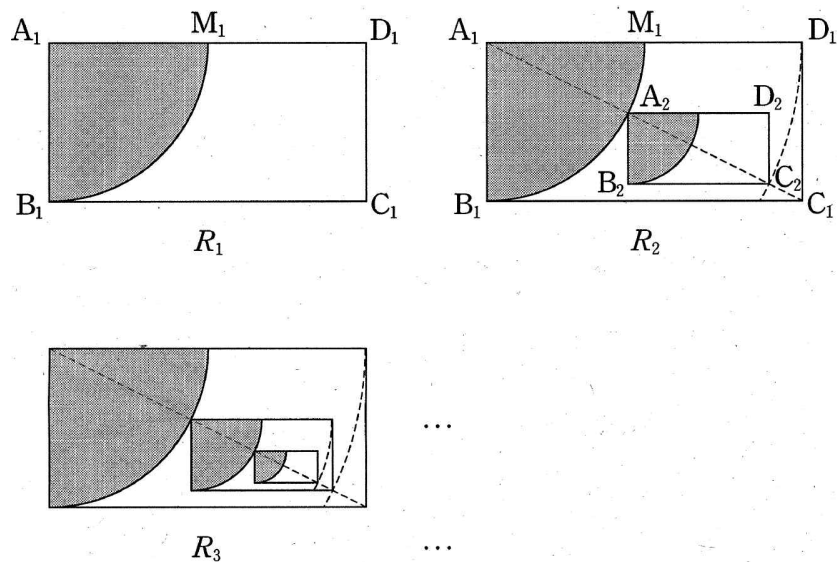 A₁ M₁ D₁
B₁ C₁
R₁
A₁ M₁ D₁
A₂ D₂
B₂ C₂
B₁ C₁
R₂
R₃
…
…